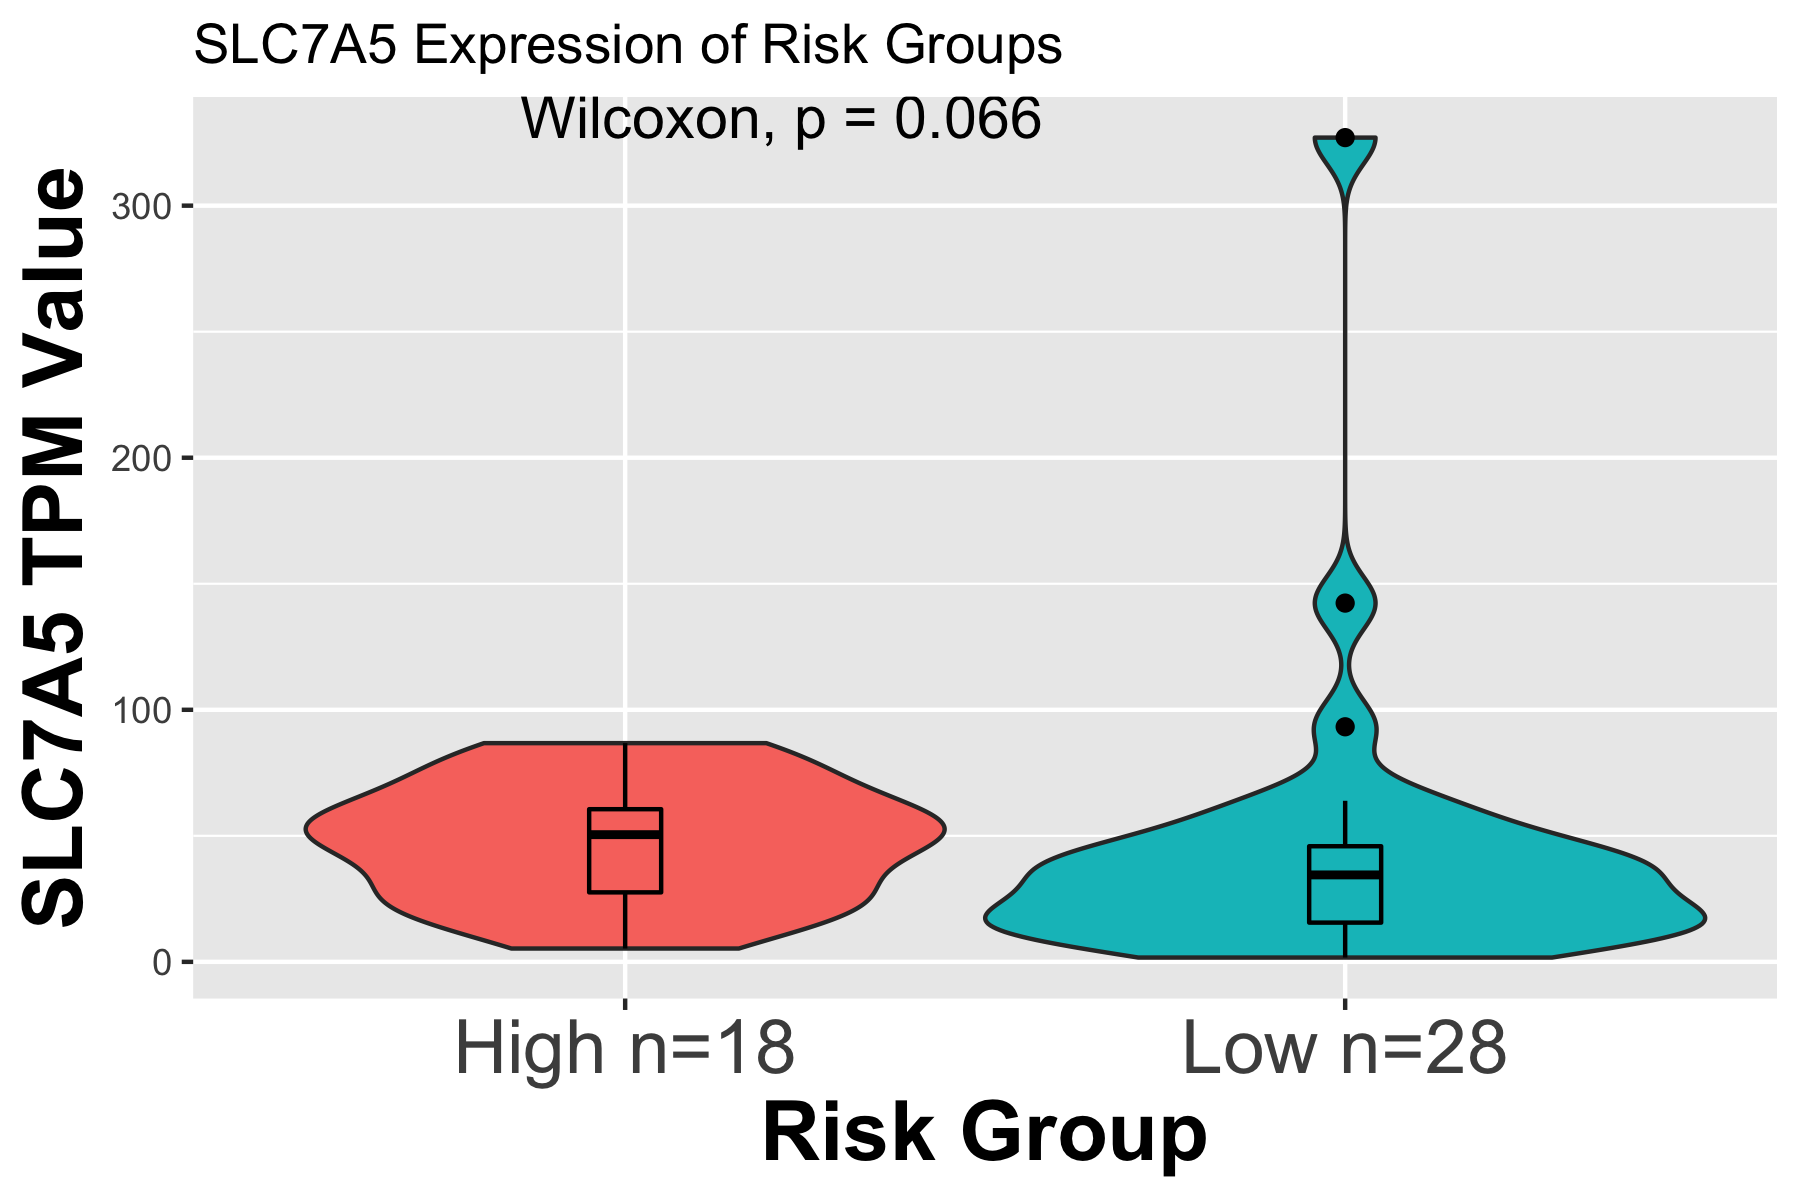 SLC7A5 Expression of Risk Groups
Wilcoxon, p = 0.066
SLC7A5 TPM Value
300
200
100
0
High n=18
Low n=28
Risk Group